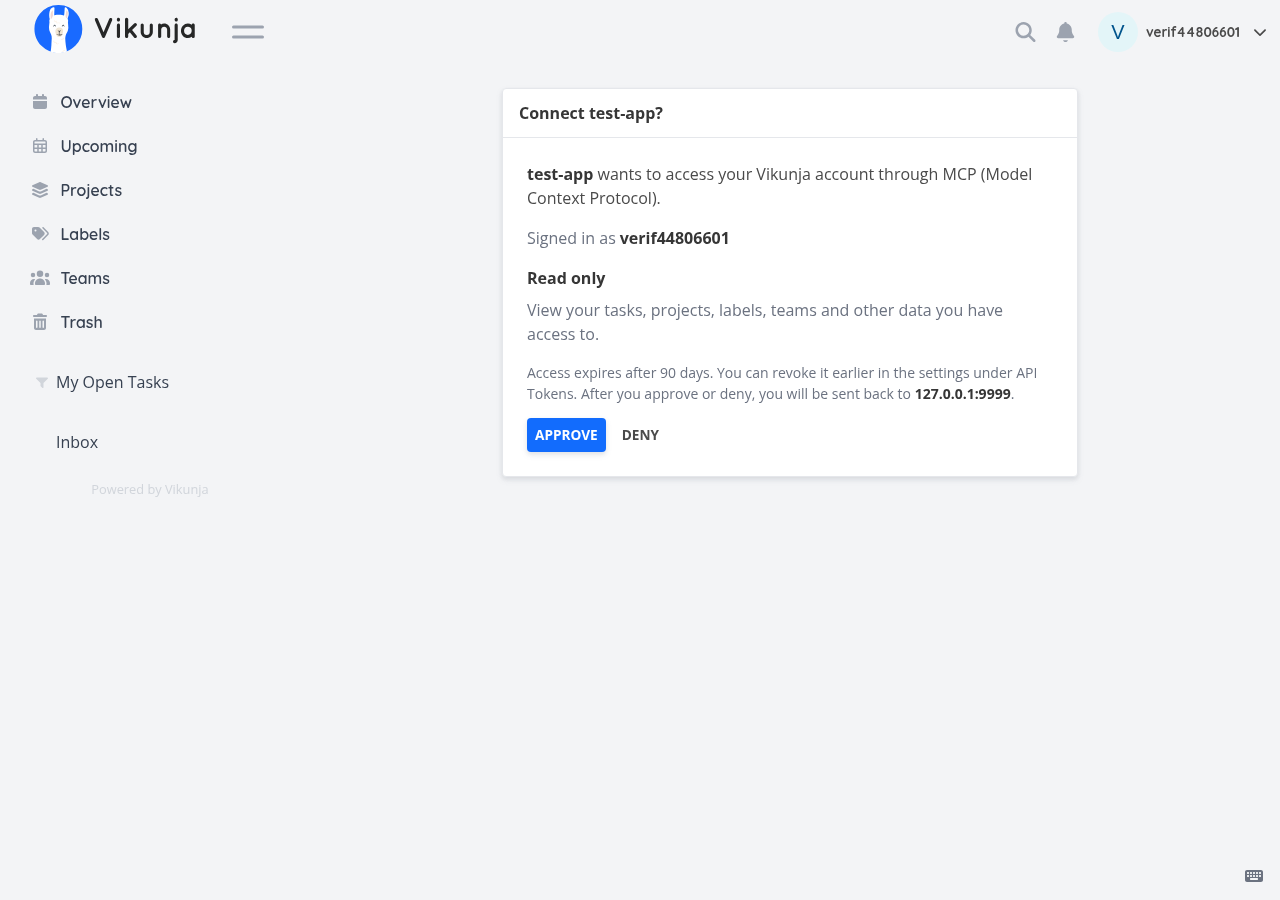 Vikunja
V
verif44806601
Overview
Upcoming
Projects
Labels
Teams
Trash
My Open Tasks
Inbox
Powered by Vikunja
Connect test-app?
test-app wants to access your Vikunja account through MCP (Model
Context Protocol).
Signed in as verif44806601
Read only
View your tasks, projects, labels, teams and other data you have
access to.
Access expires after 90 days. You can revoke it earlier in the settings under API
Tokens. After you approve or deny, you will be sent back to 127.0.0.1:9999.
APPROVE
DENY